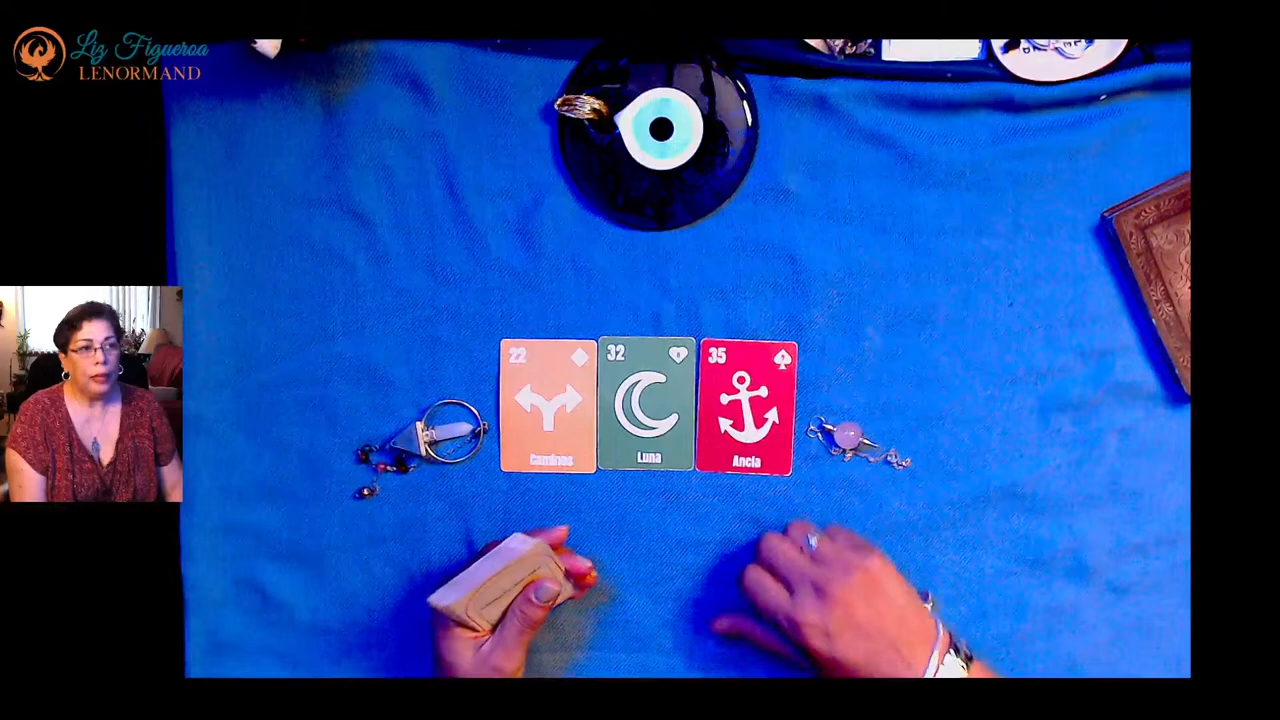 Liz Figueroa
LENORMAND
22
Caminos
32
Luna
35
Ancla